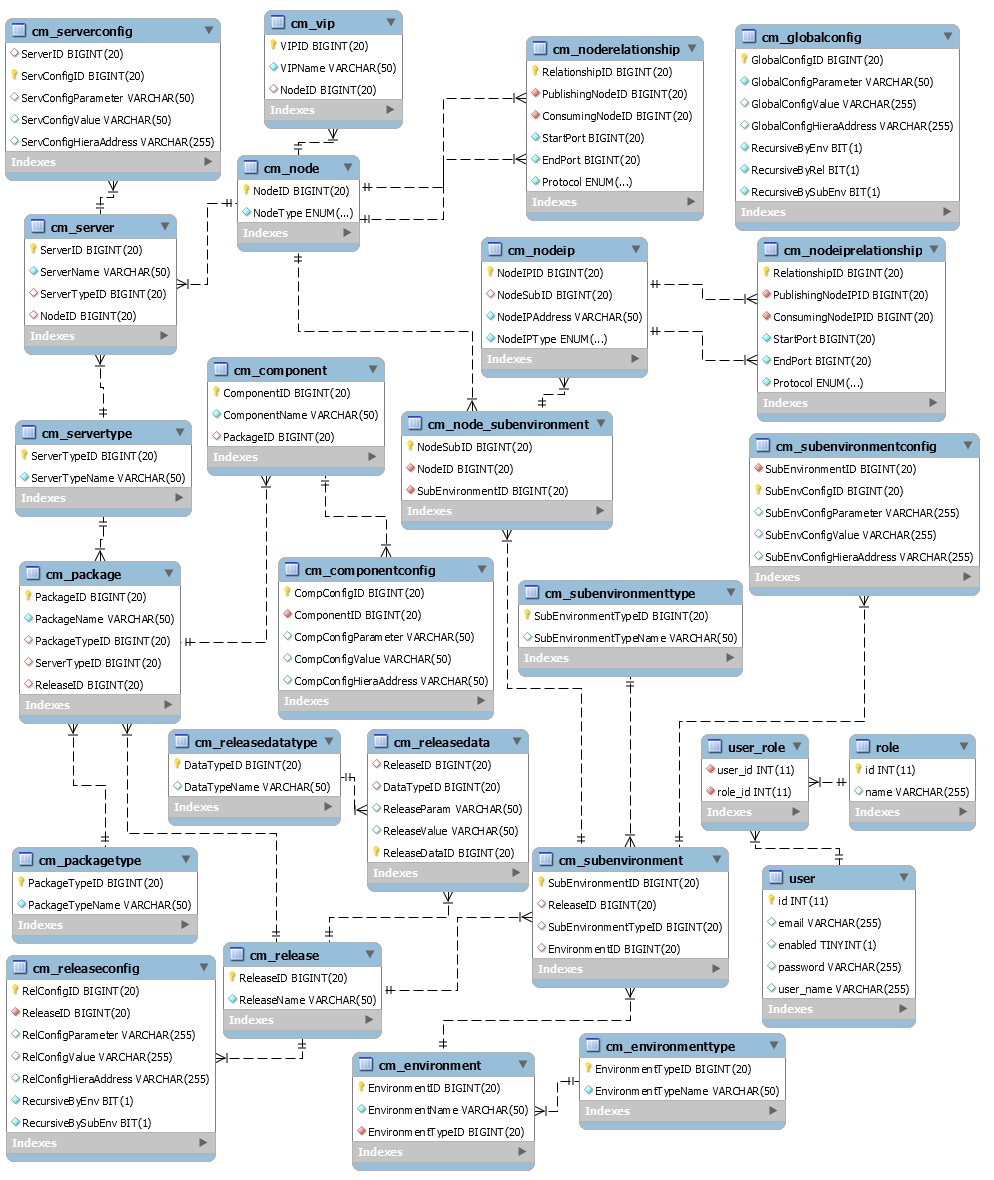 cm_serverconfig
ServerID BIGINT(20)
ServConfigID BIGINT(20)
ServConfigParameter VARCHAR(50)
ServConfigValue VARCHAR(50)
ServConfigHieraAddress VARCHAR(255)
Indexes
cm_vip
VIPID BIGINT(20)
VIPName VARCHAR(50)
NodeID BIGINT(20)
Indexes
cm_noderelationship
RelationshipID BIGINT(20)
PublishingNodeID BIGINT(20)
ConsumingNodeID BIGINT(20)
StartPort BIGINT(20)
EndPort BIGINT(20)
Protocol ENUM(...)
Indexes
cm_globalconfig
GlobalConfigID BIGINT(20)
GlobalConfigParameter VARCHAR(50)
GlobalConfigValue VARCHAR(255)
GlobalConfigHieraAddress VARCHAR(255)
RecursiveByEnv BIT(1)
RecursiveByRel BIT(1)
RecursiveBySubEnv BIT(1)
Indexes
cm_node
NodeID BIGINT(20)
NodeType ENUM(...)
Indexes
cm_server
ServerID BIGINT(20)
ServerName VARCHAR(50)
ServerTypeID BIGINT(20)
NodeID BIGINT(20)
Indexes
cm_nodeip
NodeIPID BIGINT(20)
NodeSubID BIGINT(20)
NodeIPAddress VARCHAR(50)
NodeIPType ENUM(...)
Indexes
cm_nodeiprelationship
RelationshipID BIGINT(20)
PublishingNodeIPID BIGINT(20)
ConsumingNodeIPID BIGINT(20)
StartPort BIGINT(20)
EndPort BIGINT(20)
Protocol ENUM(...)
Indexes
cm_component
ComponentID BIGINT(20)
ComponentName VARCHAR(50)
PackageID BIGINT(20)
Indexes
cm_servertype
ServerTypeID BIGINT(20)
ServerTypeName VARCHAR(50)
Indexes
cm_node_subenvironment
NodeSubID BIGINT(20)
NodeID BIGINT(20)
SubEnvironmentID BIGINT(20)
Indexes
cm_subenvironmentconfig
SubEnvironmentID BIGINT(20)
SubEnvConfigID BIGINT(20)
SubEnvConfigParameter VARCHAR(255)
SubEnvConfigValue VARCHAR(255)
SubEnvConfigHieraAddress VARCHAR(255)
Indexes
cm_package
PackageID BIGINT(20)
PackageName VARCHAR(50)
PackageTypeID BIGINT(20)
ServerTypeID BIGINT(20)
ReleaseID BIGINT(20)
Indexes
cm_componentconfig
CompConfigID BIGINT(20)
ComponentID BIGINT(20)
CompConfigParameter VARCHAR(50)
CompConfigValue VARCHAR(50)
CompConfigHieraAddress VARCHAR(50)
Indexes
cm_subenvironmenttype
SubEnvironmentTypeID BIGINT(20)
SubEnvironmentTypeName VARCHAR(50)
Indexes
cm_releasedatatype
DataTypeID BIGINT(20)
DataTypeName VARCHAR(50)
Indexes
cm_releasedata
ReleaseID BIGINT(20)
DataTypeID BIGINT(20)
ReleaseParam VARCHAR(50)
ReleaseValue VARCHAR(50)
ReleaseDataID BIGINT(20)
Indexes
user_role
user_id INT(11)
role_id INT(11)
Indexes
role
id INT(11)
name VARCHAR(255)
Indexes
cm_packagetype
PackageTypeID BIGINT(20)
PackageTypeName VARCHAR(50)
Indexes
cm_subenvironment
SubEnvironmentID BIGINT(20)
ReleaseID BIGINT(20)
SubEnvironmentTypeID BIGINT(20)
EnvironmentID BIGINT(20)
Indexes
user
id INT(11)
email VARCHAR(255)
enabled TINYINT(1)
password VARCHAR(255)
user_name VARCHAR(255)
Indexes
cm_releaseconfig
RelConfigID BIGINT(20)
ReleaseID BIGINT(20)
RelConfigParameter VARCHAR(255)
RelConfigValue VARCHAR(255)
RelConfigHieraAddress VARCHAR(255)
RecursiveByEnv BIT(1)
RecursiveBySubEnv BIT(1)
Indexes
cm_release
ReleaseID BIGINT(20)
ReleaseName VARCHAR(50)
Indexes
cm_environment
EnvironmentID BIGINT(20)
EnvironmentName VARCHAR(50)
EnvironmentTypeID BIGINT(20)
Indexes
cm_environmenttype
EnvironmentTypeID BIGINT(20)
EnvironmentTypeName VARCHAR(50)
Indexes